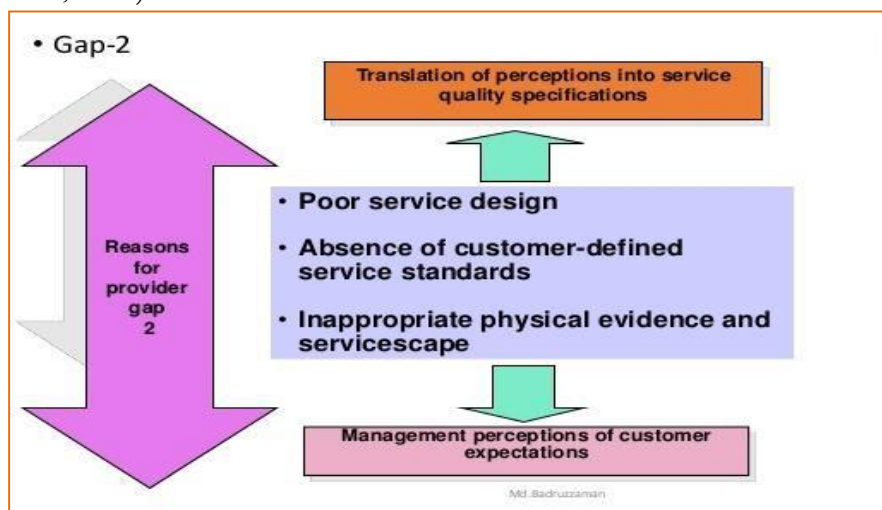 • Gap-2
Translation of perceptions into service
quality specifications
Reasons
for
provider
gap
2
• Poor service design
• Absence of customer-defined
service standards
• Inappropriate physical evidence and
servicescape
Management perceptions of customer
expectations
Md.Badruzzaman